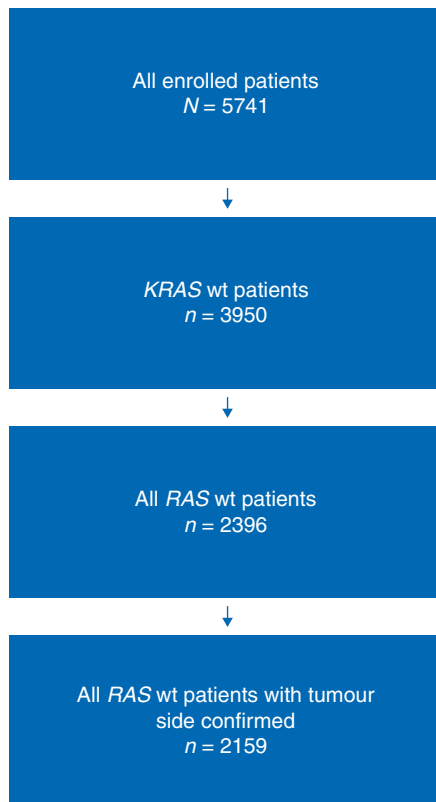 All enrolled patients
N = 5741
KRAS wt patients
n = 3950
All RAS wt patients
n = 2396
All RAS wt patients with tumour
side confirmed
n = 2159